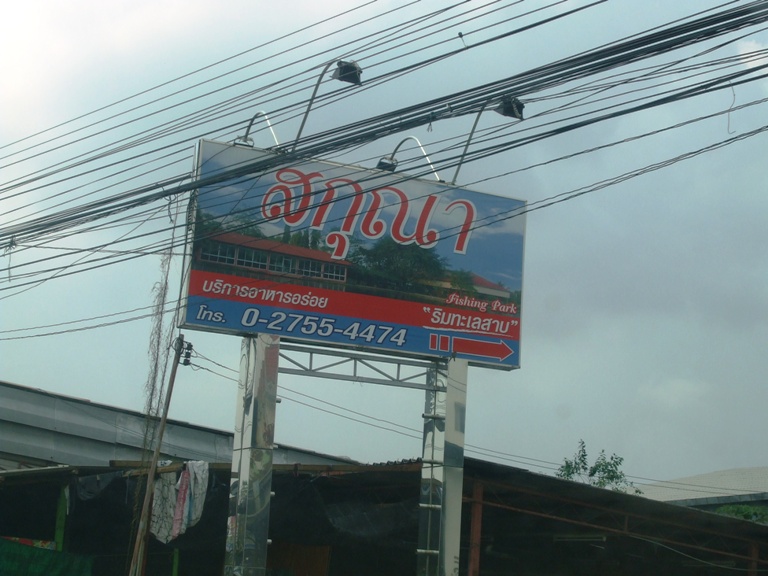 สกุณา
บริการอาหารอร่อย
Fishing Park
"ริมทะเลสาบ"
โทร. 0-2755-4474